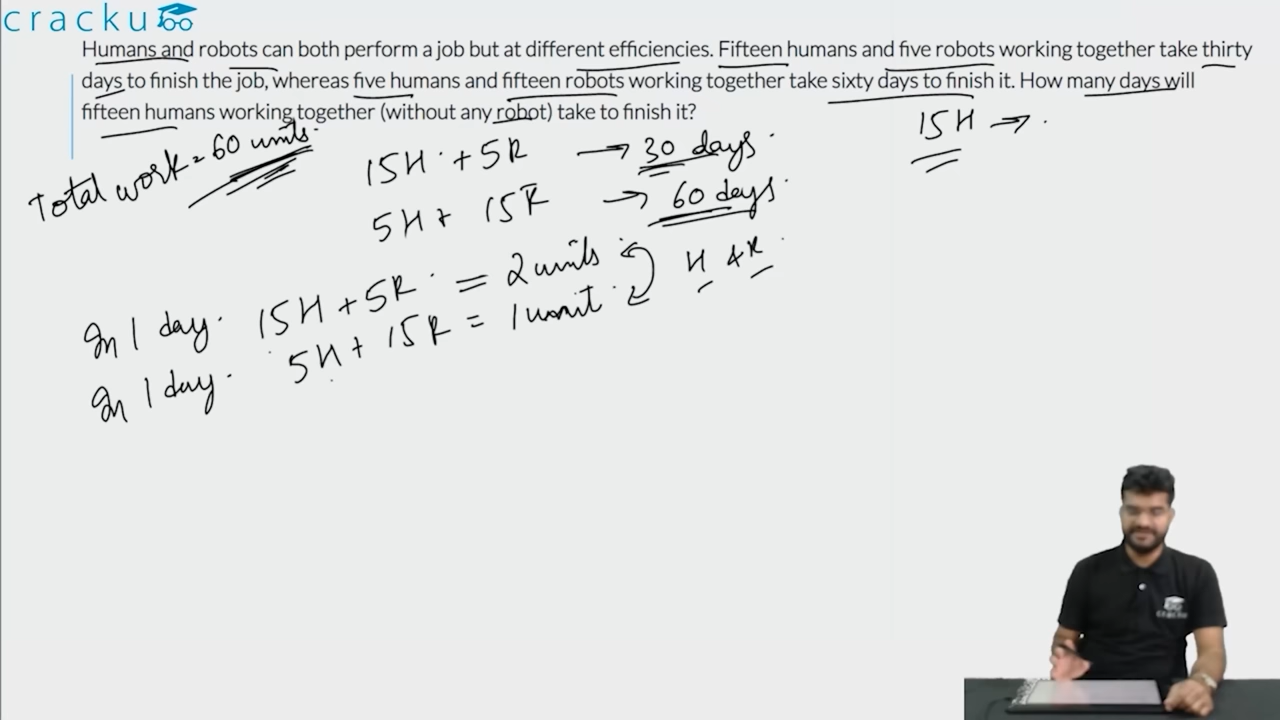 cracku
Humans and robots can both perform a job but at different efficiencies. Fifteen humans and five robots working together take thirty
days to finish the job, whereas five humans and fifteen robots working together take sixty days to finish it. How many days will
fifteen humans working together (without any robot) take to finish it?
15H →
Total work = 60 units.
15H + 5R → 30 days.
5H + 15R → 60 days.
In 1 day. 15H + 5R = 2 units
In 1 day. 5H + 15R = 1 unit.
H & R
cracku